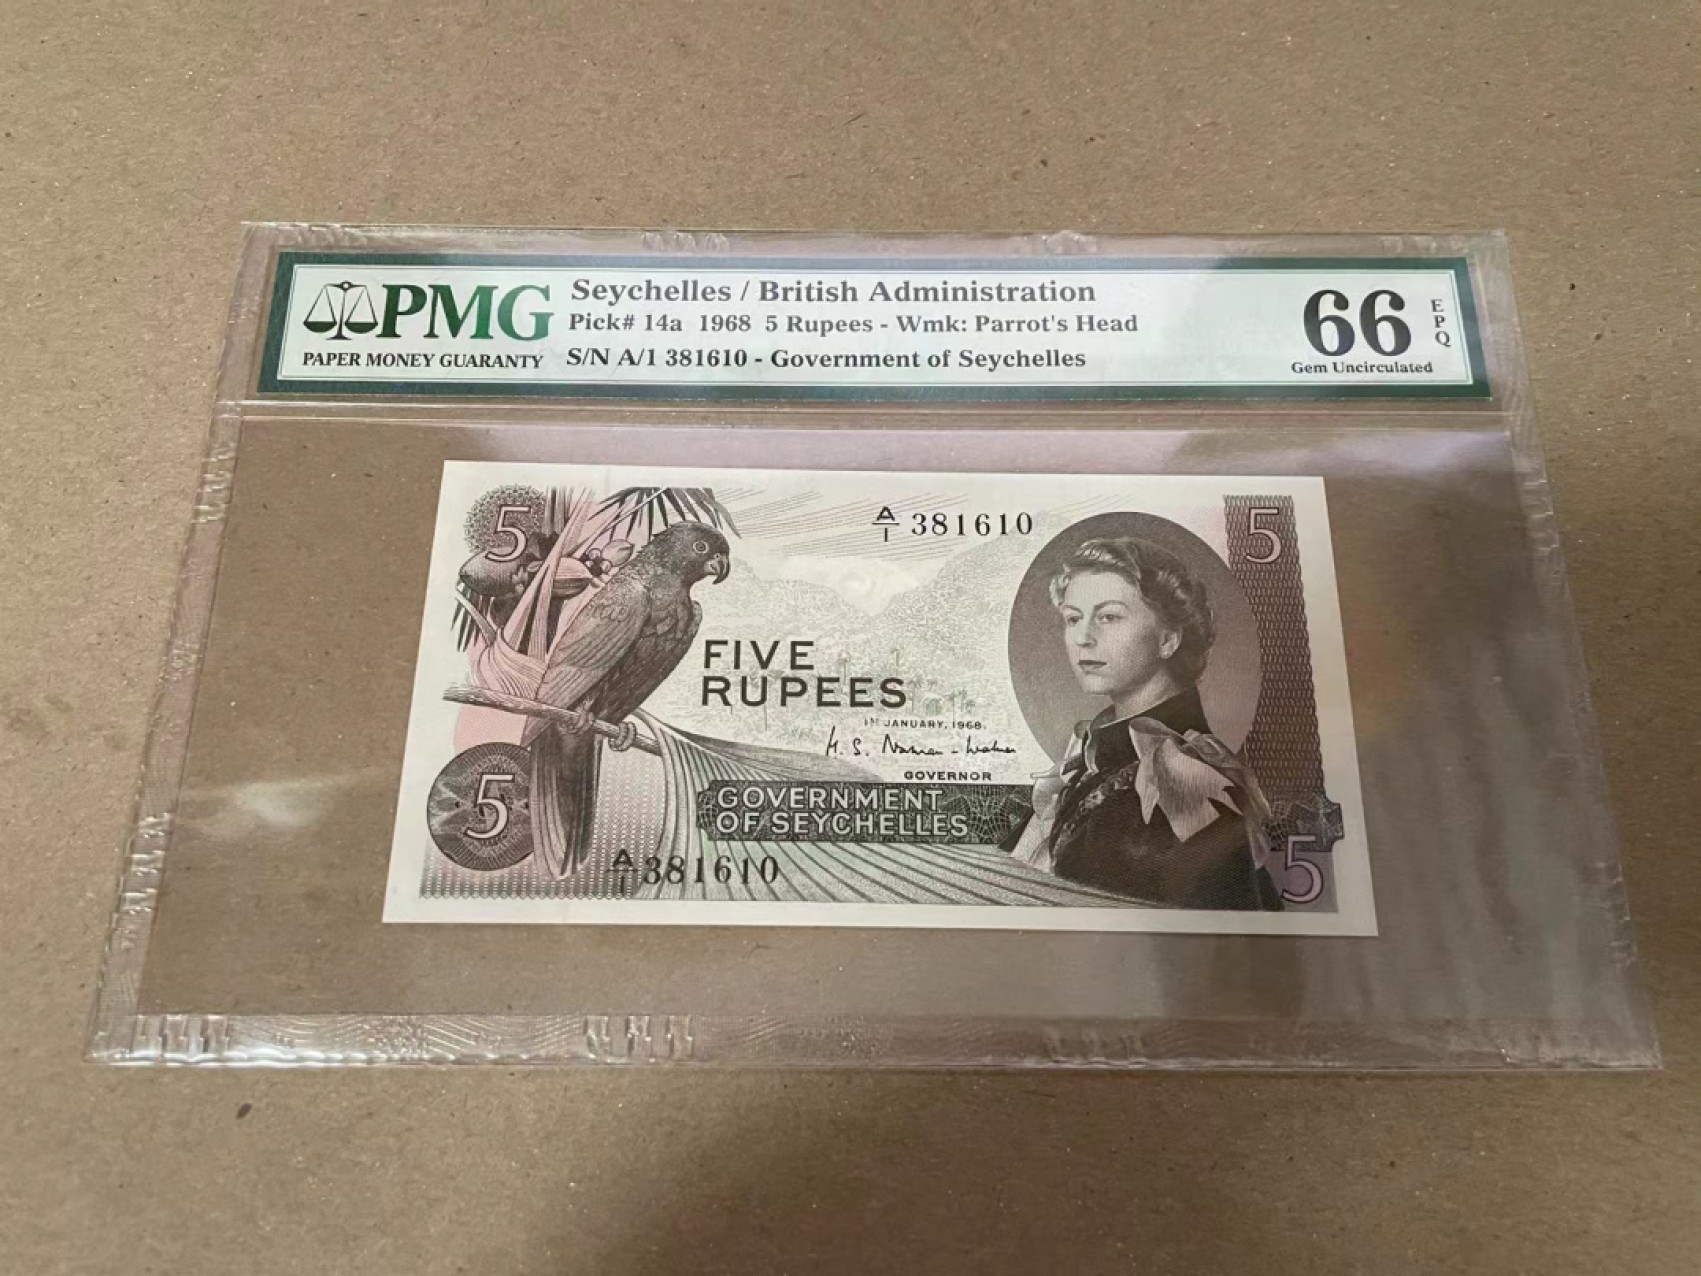 PMG
PAPER MONEY GUARANTY
Seychelles / British Administration
Pick# 14a 1968 5 Rupees - Wmk: Parrot's Head
S/N A/1 381610 - Government of Seychelles
66 EPQ
Gem Uncirculated
5
A/1 381610
5
FIVE
RUPEES
1ST JANUARY, 1968.
H. S. Norman-Walker
GOVERNOR
5
GOVERNMENT
OF SEYCHELLES
A/1 381610
5